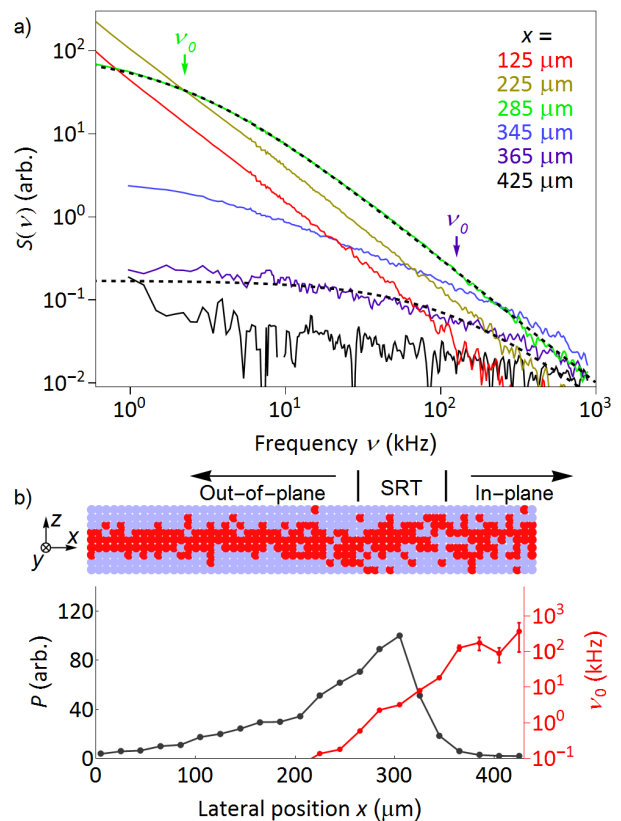 a)
ν₀
x =
125 μm
225 μm
285 μm
345 μm
365 μm
425 μm
ν₀
10²
10¹
10⁰
10⁻¹
10⁻²
S(ν) (arb.)
10⁰ 10¹ 10² 10³
Frequency ν (kHz)
b)
Out-of-plane SRT In-plane
z
y x
120
80
40
0
P (arb.)
10³
10²
10¹
10⁰
10⁻¹
ν₀ (kHz)
0 100 200 300 400
Lateral position x (μm)